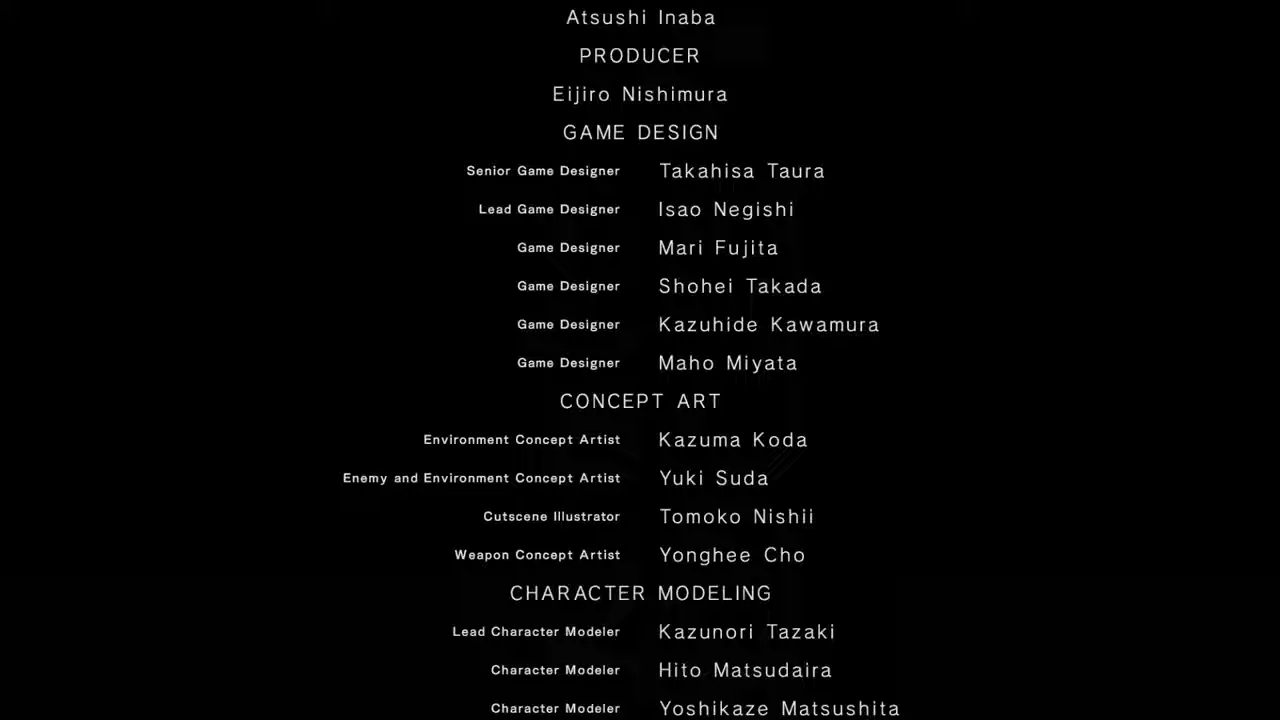 Atsushi Inaba
PRODUCER
Eijiro Nishimura
GAME DESIGN
Senior Game Designer Takahisa Taura
Lead Game Designer Isao Negishi
Game Designer Mari Fujita
Game Designer Shohei Takada
Game Designer Kazuhide Kawamura
Game Designer Maho Miyata
CONCEPT ART
Environment Concept Artist Kazuma Koda
Enemy and Environment Concept Artist Yuki Suda
Cutscene Illustrator Tomoko Nishii
Weapon Concept Artist Yonghee Cho
CHARACTER MODELING
Lead Character Modeler Kazunori Tazaki
Character Modeler Hito Matsudaira
Character Modeler Yoshikaze Matsushita